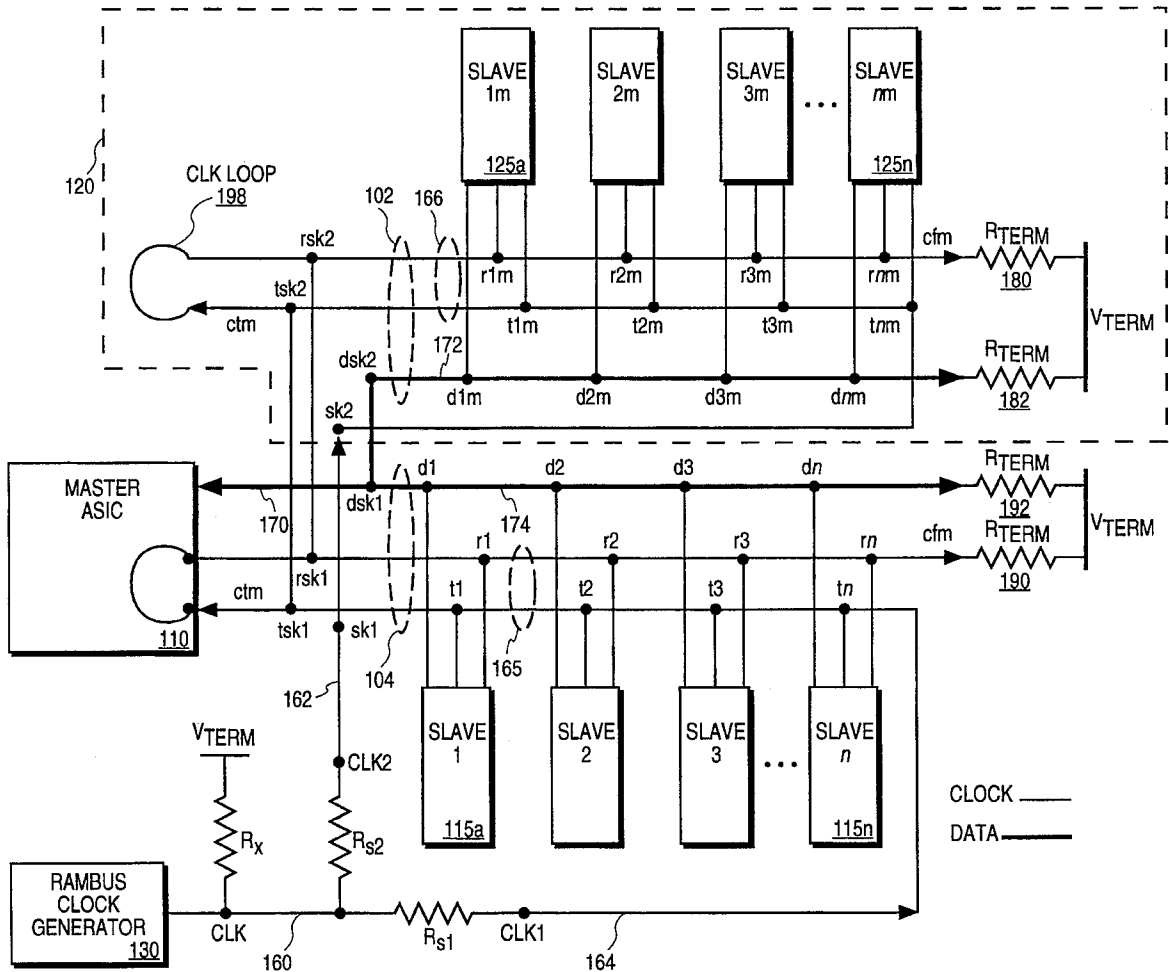 SLAVE 1m 125a
SLAVE 2m
SLAVE 3m
...
SLAVE nm 125n
120
CLK LOOP 198
102
166
rsk2
cfm
RTERM 180
r1m
r2m
r3m
rnm
tsk2
ctm
t1m
t2m
t3m
tnm
VTERM
172
dsk2
RTERM 182
d1m
d2m
d3m
dnm
sk2
MASTER ASIC 110
d1
d2
d3
dn
RTERM 192
170
dsk1
174
VTERM
r1
r2
r3
rn
cfm
RTERM 190
rsk1
ctm
t1
t2
t3
tn
tsk1
sk1
104
165
162
SLAVE 1 115a
SLAVE 2
SLAVE 3
...
SLAVE n 115n
VTERM
CLK2
Rx
Rs2
CLOCK
DATA
RAMBUS CLOCK GENERATOR 130
CLK
160
Rs1
CLK1
164